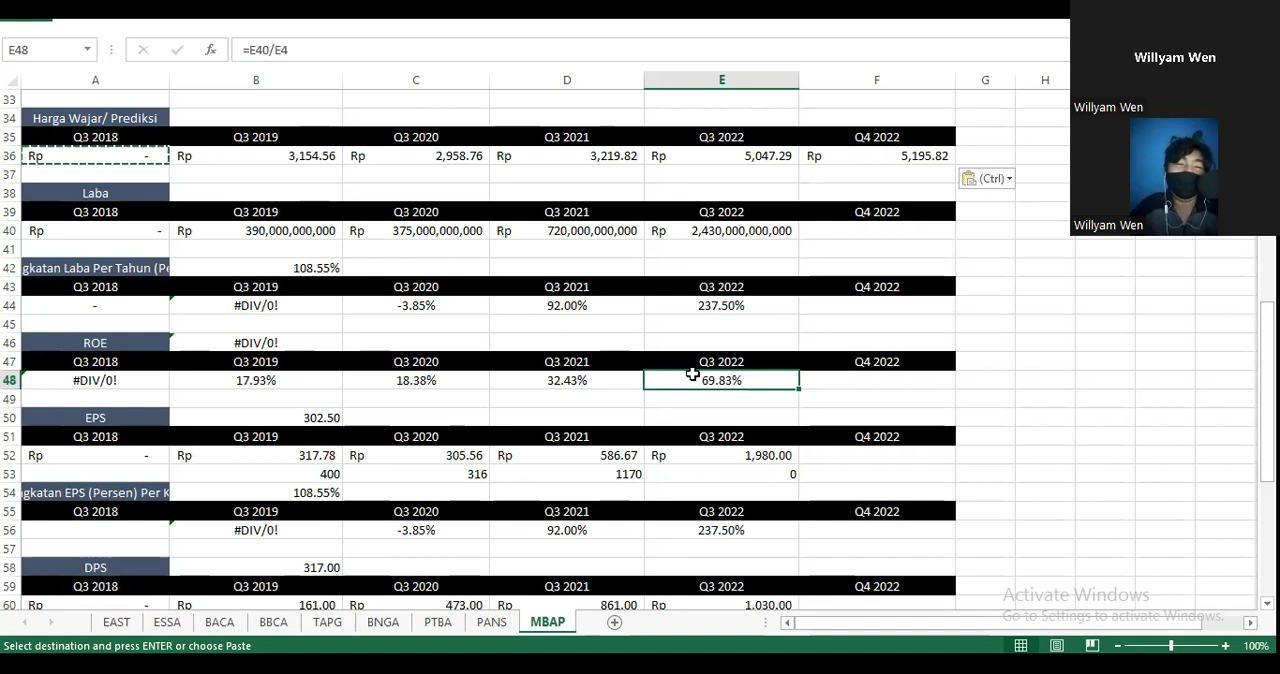 E48 =E40/E4
Willyam Wen
Willyam Wen
Willyam Wen
A B C D E F G H
33
34 Harga Wajar/ Prediksi
35 Q3 2018 Q3 2019 Q3 2020 Q3 2021 Q3 2022 Q4 2022
36 Rp - Rp 3,154.56 Rp 2,958.76 Rp 3,219.82 Rp 5,047.29 Rp 5,195.82
37
(Ctrl)
38 Laba
39 Q3 2018 Q3 2019 Q3 2020 Q3 2021 Q3 2022 Q4 2022
40 Rp - Rp 390,000,000,000 Rp 375,000,000,000 Rp 720,000,000,000 Rp 2,430,000,000,000
41
42 gkatan Laba Per Tahun (Pe 108.55%
43 Q3 2018 Q3 2019 Q3 2020 Q3 2021 Q3 2022 Q4 2022
44 - #DIV/0! -3.85% 92.00% 237.50%
45
46 ROE #DIV/0!
47 Q3 2018 Q3 2019 Q3 2020 Q3 2021 Q3 2022 Q4 2022
48 #DIV/0! 17.93% 18.38% 32.43% 69.83%
49
50 EPS 302.50
51 Q3 2018 Q3 2019 Q3 2020 Q3 2021 Q3 2022 Q4 2022
52 Rp - Rp 317.78 Rp 305.56 Rp 586.67 Rp 1,980.00
53 400 316 1170 0
54 gkatan EPS (Persen) Per K 108.55%
55 Q3 2018 Q3 2019 Q3 2020 Q3 2021 Q3 2022 Q4 2022
56 #DIV/0! -3.85% 92.00% 237.50%
57
58 DPS 317.00
59 Q3 2018 Q3 2019 Q3 2020 Q3 2021 Q3 2022 Q4 2022
60 Rp - Rp 161.00 Rp 473.00 Rp 861.00 Rp 1,030.00
Activate Windows
Go to Settings to activate Windows.
EAST ESSA BACA BBCA TAPG BNGA PTBA PANS MBAP
Select destination and press ENTER or choose Paste 100%